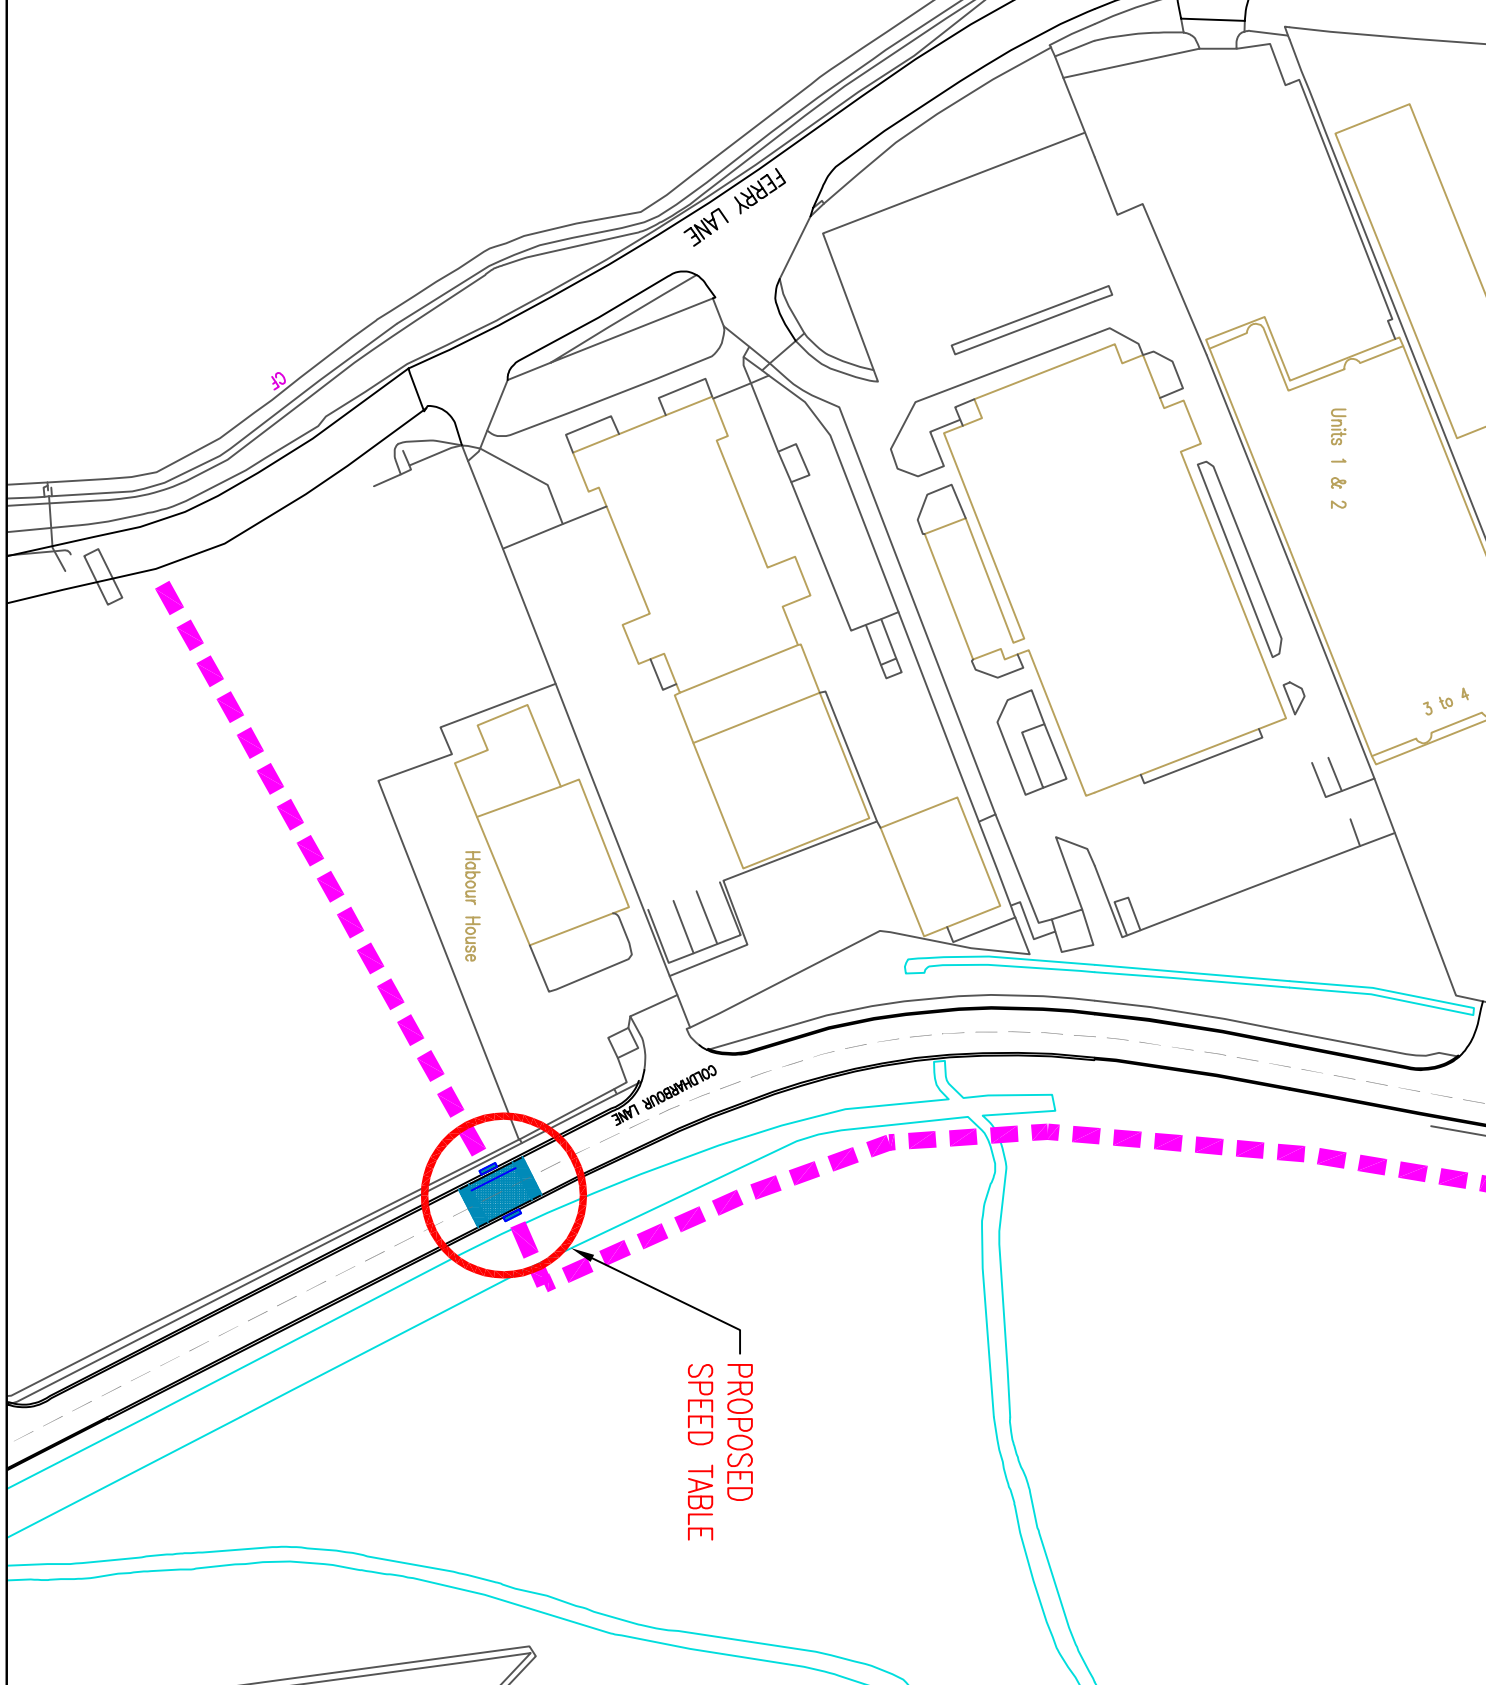 FERRY LANE
CF
Units 1 & 2
3 to 4
Habour House
COLDHARBOUR LANE
PROPOSED
SPEED TABLE